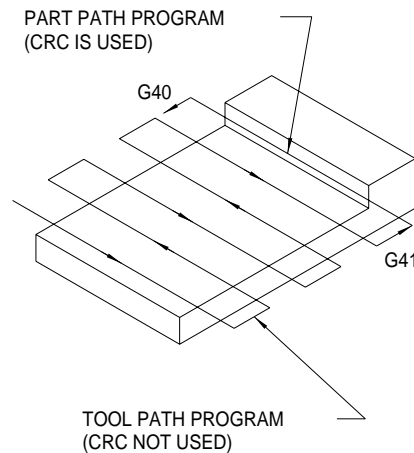 PART PATH PROGRAM
(CRC IS USED)
G40
G41
TOOL PATH PROGRAM
(CRC NOT USED)